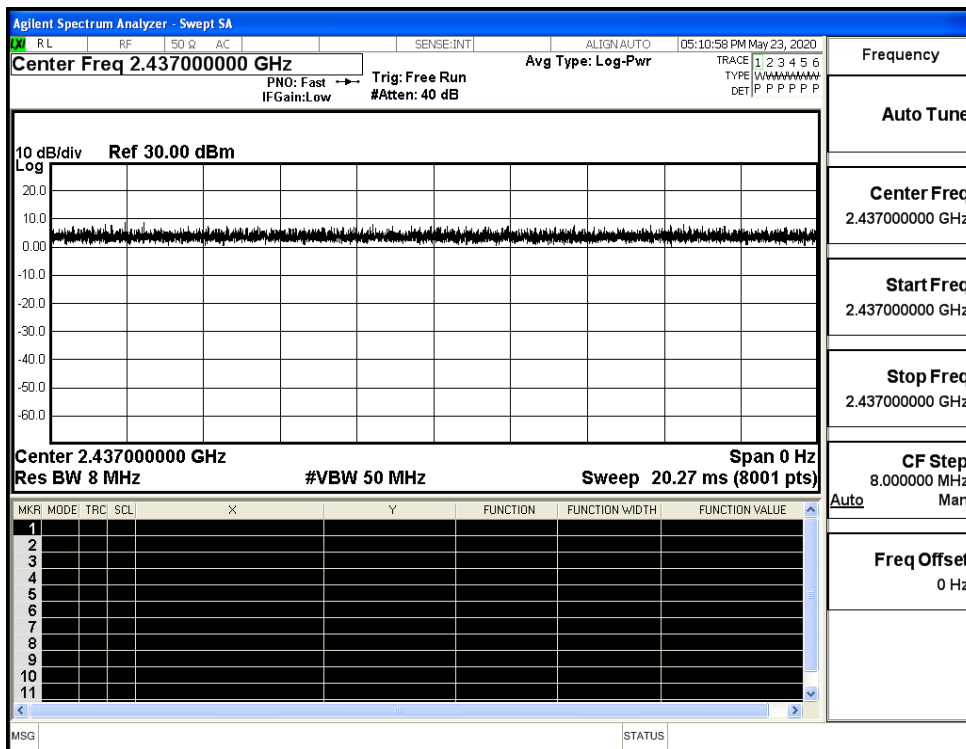 Agilent Spectrum Analyzer - Swept SA
LXI RL RF 50 Ω AC SENSE:INT ALIGN AUTO 05:10:58 PM May 23, 2020
Center Freq 2.437000000 GHz
PNO: Fast
IFGain:Low
Trig: Free Run
#Atten: 40 dB
Avg Type: Log-Pwr
TRACE 1 2 3 4 5 6
TYPE WWWWWW
DET P P P P P P
10 dB/div Ref 30.00 dBm
Log
20.0
10.0
0.00
-10.0
-20.0
-30.0
-40.0
-50.0
-60.0
Center 2.437000000 GHz Span 0 Hz
Res BW 8 MHz #VBW 50 MHz Sweep 20.27 ms (8001 pts)
MKR MODE TRC SCL X Y FUNCTION FUNCTION WIDTH FUNCTION VALUE
1
2
3
4
5
6
7
8
9
10
11
MSG STATUS
Frequency
Auto Tune
Center Freq
2.437000000 GHz
Start Freq
2.437000000 GHz
Stop Freq
2.437000000 GHz
CF Step
8.000000 MHz
Auto Man
Freq Offset
0 Hz